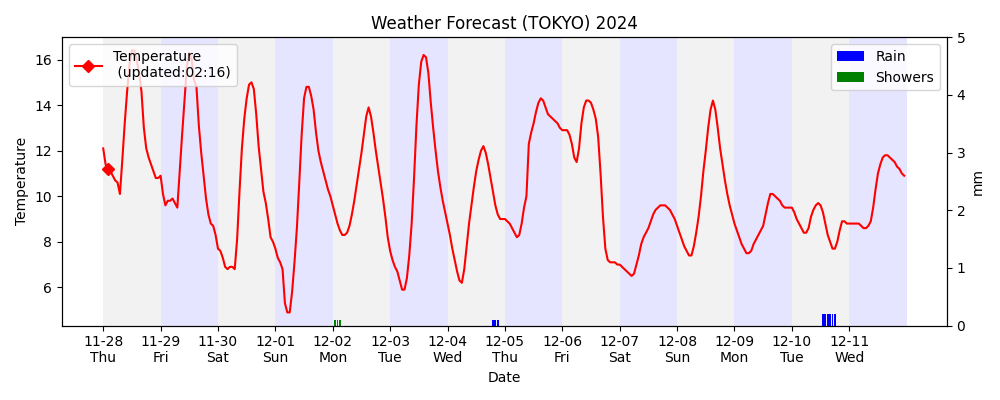 Weather Forecast (TOKYO) 2024
Temperature
(updated:02:16)
Rain
Showers
16
14
12
10
8
6
Temperature
5
4
3
2
1
0
mm
11-28 11-29 11-30 12-01 12-02 12-03 12-04 12-05 12-06 12-07 12-08 12-09 12-10 12-11
Thu Fri Sat Sun Mon Tue Wed Thu Fri Sat Sun Mon Tue Wed
Date